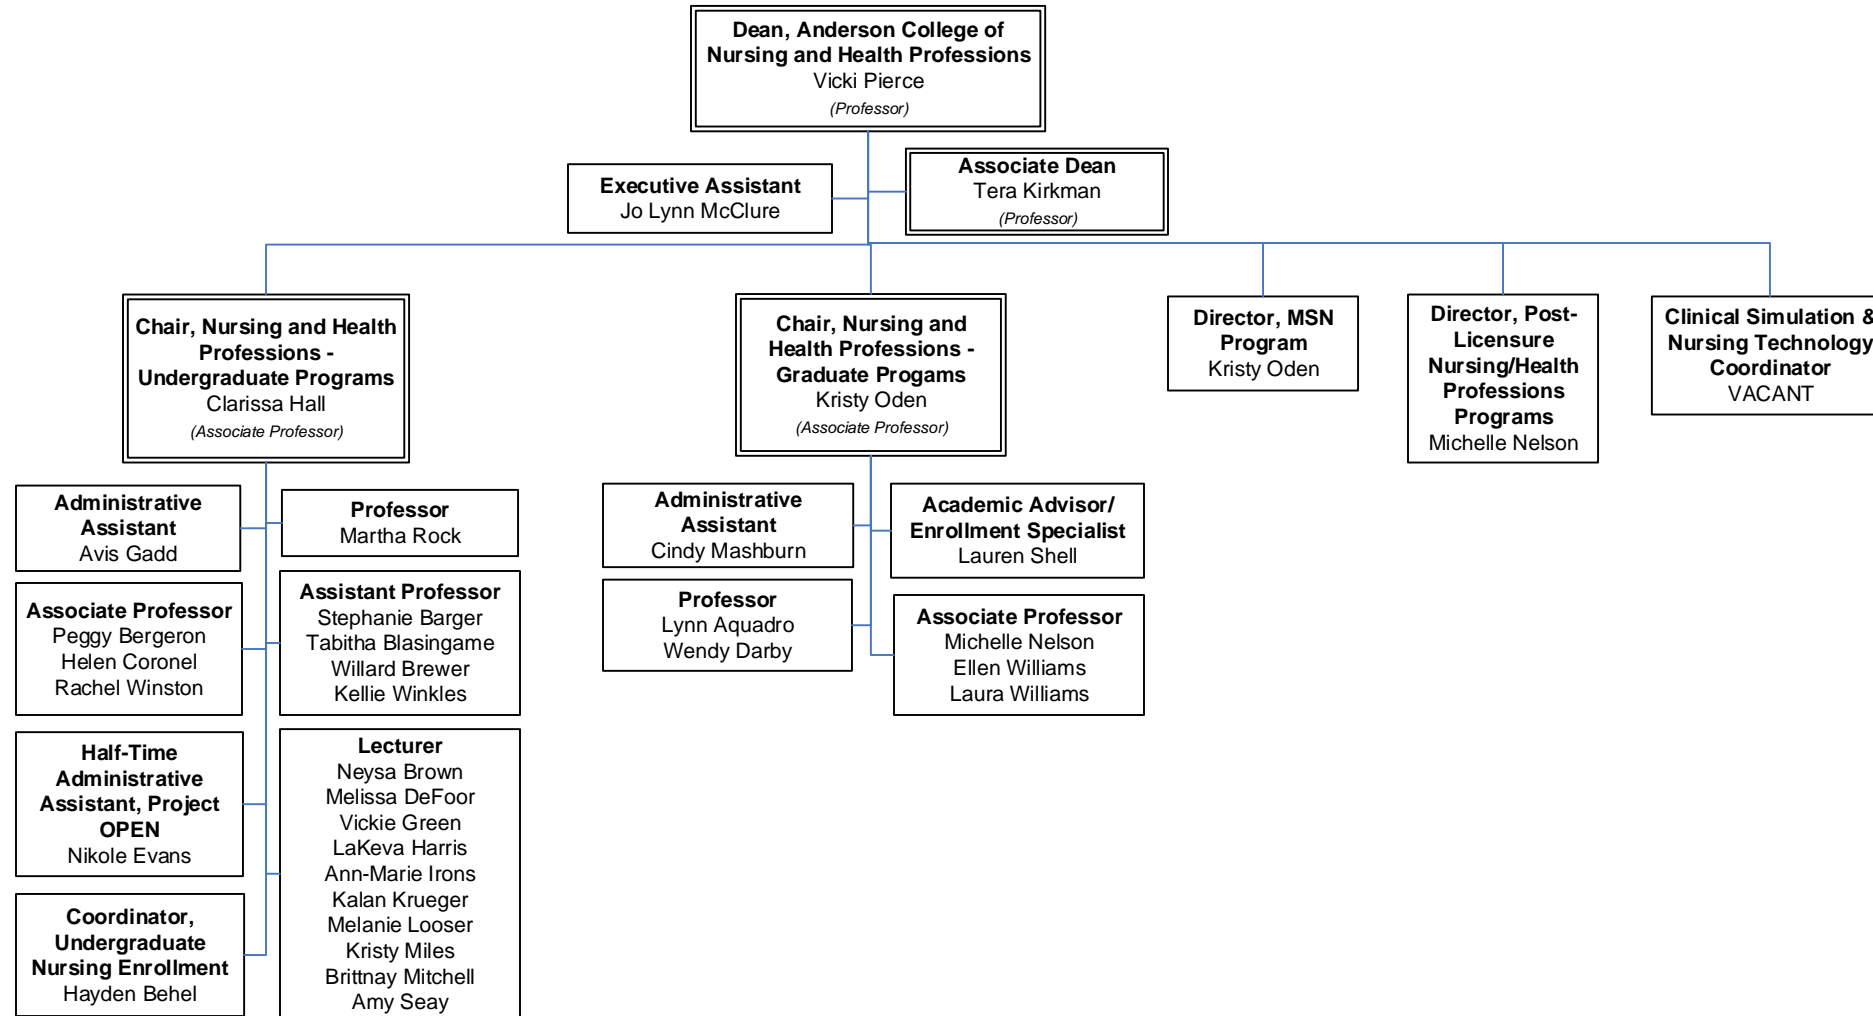 Dean, Anderson College of
Nursing and Health Professions
Vicki Pierce
(Professor)
Executive Assistant
Jo Lynn McClure
Associate Dean
Tera Kirkman
(Professor)
Chair, Nursing and Health
Professions -
Undergraduate Programs
Clarissa Hall
(Associate Professor)
Chair, Nursing and
Health Professions -
Graduate Progams
Kristy Oden
(Associate Professor)
Director, MSN
Program
Kristy Oden
Director, Post-
Licensure
Nursing/Health
Professions
Programs
Michelle Nelson
Clinical Simulation &
Nursing Technology
Coordinator
VACANT
Administrative
Assistant
Avis Gadd
Professor
Martha Rock
Associate Professor
Peggy Bergeron
Helen Coronel
Rachel Winston
Assistant Professor
Stephanie Barger
Tabitha Blasingame
Willard Brewer
Kellie Winkles
Half-Time
Administrative
Assistant, Project
OPEN
Nikole Evans
Lecturer
Neysa Brown
Melissa DeFoor
Vickie Green
LaKeva Harris
Ann-Marie Irons
Kalan Krueger
Melanie Looser
Kristy Miles
Brittnay Mitchell
Amy Seay
Coordinator,
Undergraduate
Nursing Enrollment
Hayden Behel
Administrative
Assistant
Cindy Mashburn
Academic Advisor/
Enrollment Specialist
Lauren Shell
Professor
Lynn Aquadro
Wendy Darby
Associate Professor
Michelle Nelson
Ellen Williams
Laura Williams